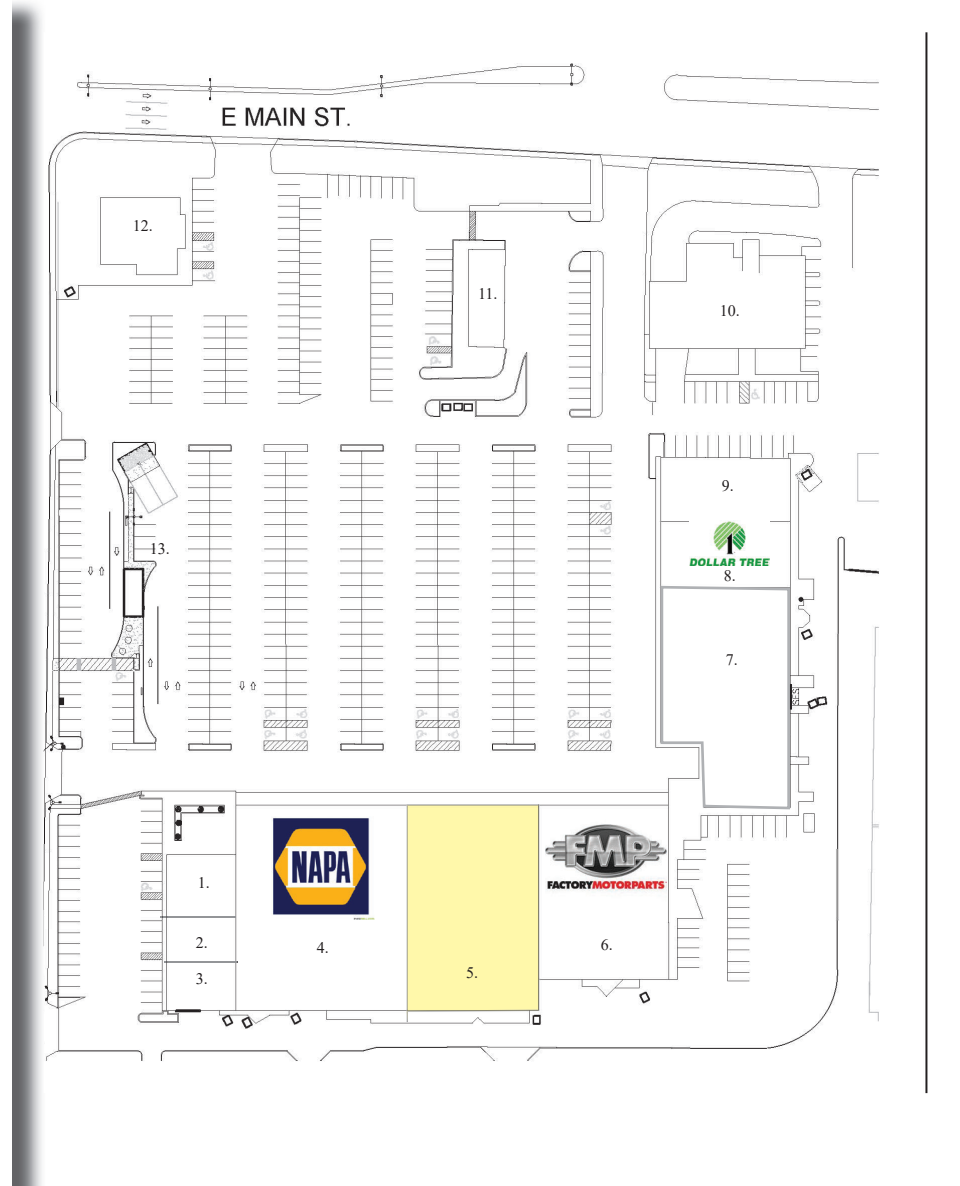 E MAIN ST.
12.
11.
10.
9.
13.
DOLLAR TREE
8.
7.
SES
NAPA
FMP
FACTORYMOTORPARTS
1.
2.
3.
4.
5.
6.